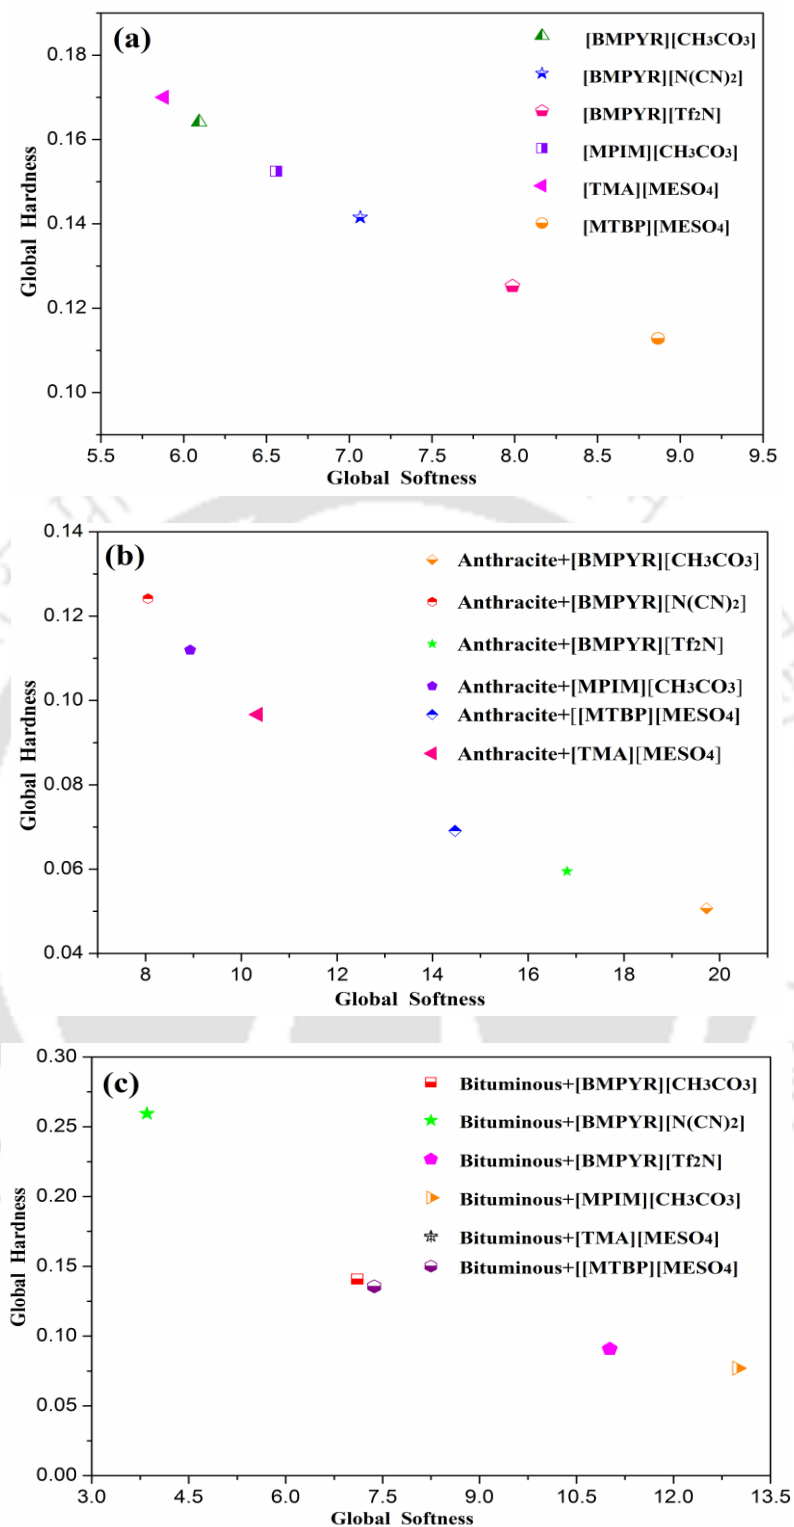 (a)
[BMPYR][CH3CO3]
[BMPYR][N(CN)2]
[BMPYR][Tf2N]
[MPIM][CH3CO3]
[TMA][MESO4]
[MTBP][MESO4]
0.18
0.16
0.14
0.12
0.10
Global Hardness
5.5 6.0 6.5 7.0 7.5 8.0 8.5 9.0 9.5
Global Softness
(b)
Anthracite+[BMPYR][CH3CO3]
Anthracite+[BMPYR][N(CN)2]
Anthracite+[BMPYR][Tf2N]
Anthracite+[MPIM][CH3CO3]
Anthracite+[[MTBP][MESO4]
Anthracite+[TMA][MESO4]
0.14
0.12
0.10
0.08
0.06
0.04
Global Hardness
8 10 12 14 16 18 20
Global Softness
(c)
Bituminous+[BMPYR][CH3CO3]
Bituminous+[BMPYR][N(CN)2]
Bituminous+[BMPYR][Tf2N]
Bituminous+[MPIM][CH3CO3]
Bituminous+[TMA][MESO4]
Bituminous+[[MTBP][MESO4]
0.30
0.25
0.20
0.15
0.10
0.05
0.00
Global Hardness
3.0 4.5 6.0 7.5 9.0 10.5 12.0 13.5
Global Softness